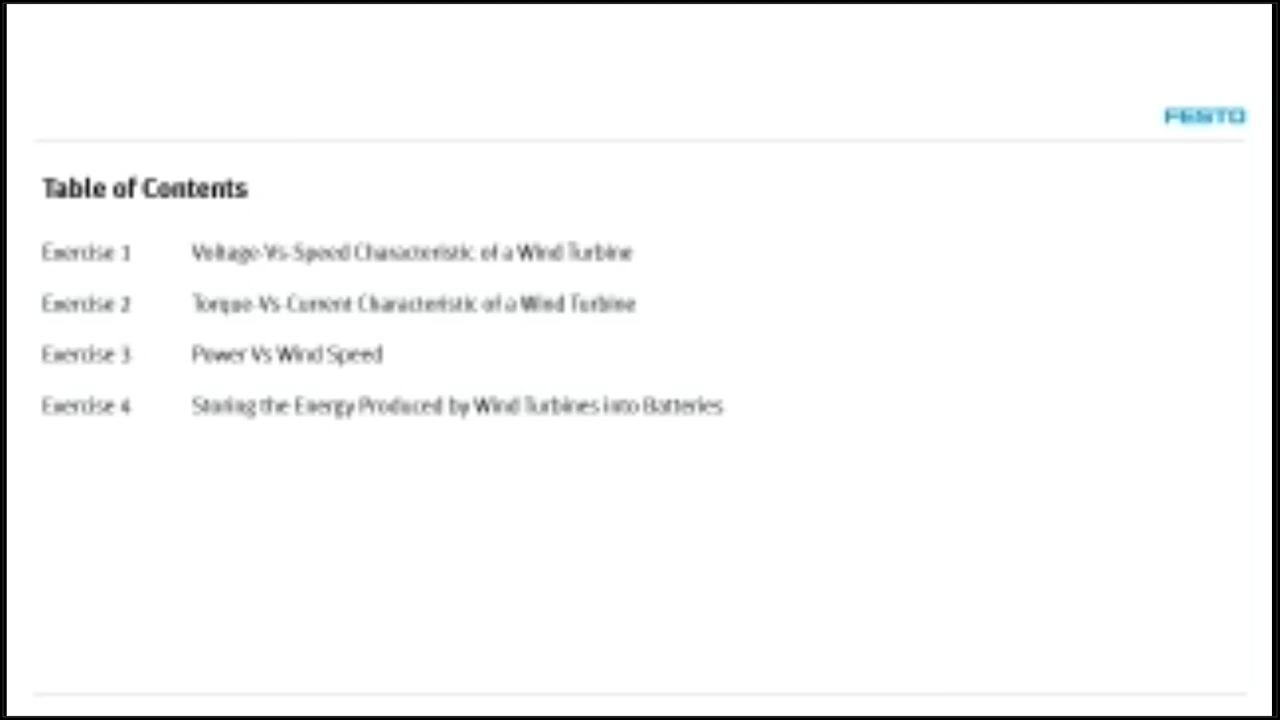 FESTO
Table of Contents
Exercise 1 Voltage-Vs-Speed Characteristic of a Wind Turbine
Exercise 2 Torque-Vs-Current Characteristic of a Wind Turbine
Exercise 3 Power Vs Wind Speed
Exercise 4 Storing the Energy Produced by Wind Turbines into Batteries